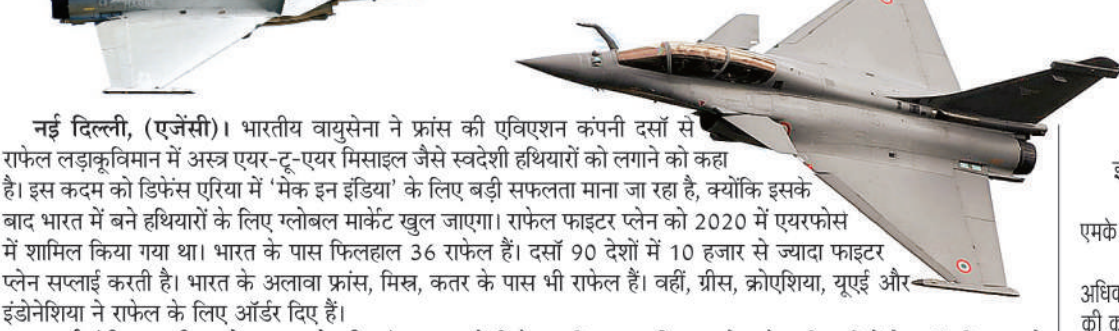 नई दिल्ली, (एजेंसी)। भारतीय वायुसेना ने फ्रांस की एविएशन कंपनी दसॉ से
राफेल लड़ाकूविमान में अस्त्र एयर-टू-एयर मिसाइल जैसे स्वदेशी हथियारों को लगाने को कहा
है। इस कदम को डिफेंस एरिया में ‘मेक इन इंडिया’ के लिए बड़ी सफलता माना जा रहा है, क्योंकि इसके
बाद भारत में बने हथियारों के लिए ग्लोबल मार्केट खुल जाएगा। राफेल फाइटर प्लेन को 2020 में एयरफोर्स
में शामिल किया गया था। भारत के पास फिलहाल 36 राफेल हैं। दसॉ 90 देशों में 10 हजार से ज्यादा फाइटर
प्लेन सप्लाई करती है। भारत के अलावा फ्रांस, मिस्र, कतर के पास भी राफेल हैं। वहीं, ग्रीस, क्रोएशिया, यूएई और
इंडोनेशिया ने राफेल के लिए ऑर्डर दिए हैं।
एमके
की